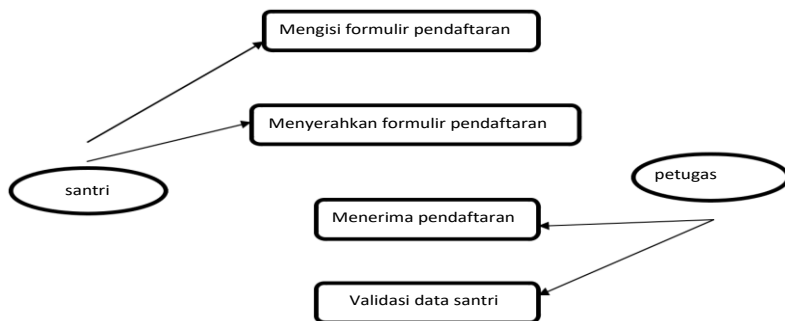 Mengisi formulir pendaftaran
Menyerahkan formulir pendaftaran
santri
petugas
Menerima pendaftaran
Validasi data santri